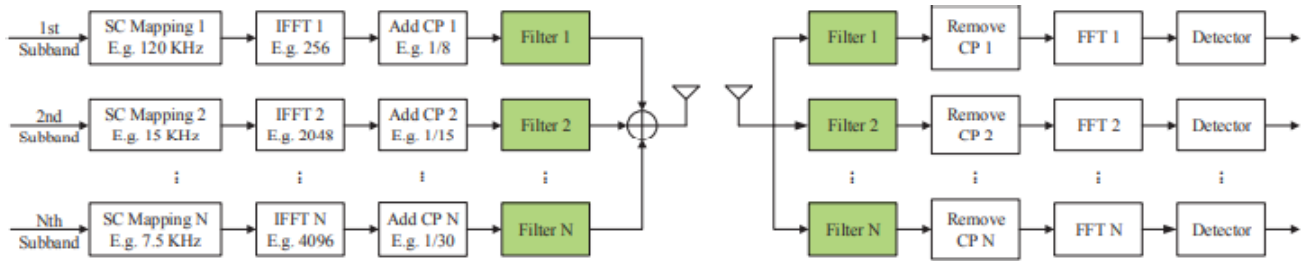 1st
Subband
SC Mapping 1
E.g. 120 KHz
IFFT 1
E.g. 256
Add CP 1
E.g. 1/8
Filter 1
Filter 1
Remove
CP 1
FFT 1
Detector
2nd
Subband
SC Mapping 2
E.g. 15 KHz
IFFT 2
E.g. 2048
Add CP 2
E.g. 1/15
Filter 2
Filter 2
Remove
CP 2
FFT 2
Detector
Nth
Subband
SC Mapping N
E.g. 7.5 KHz
IFFT N
E.g. 4096
Add CP N
E.g. 1/30
Filter N
Filter N
Remove
CP N
FFT N
Detector